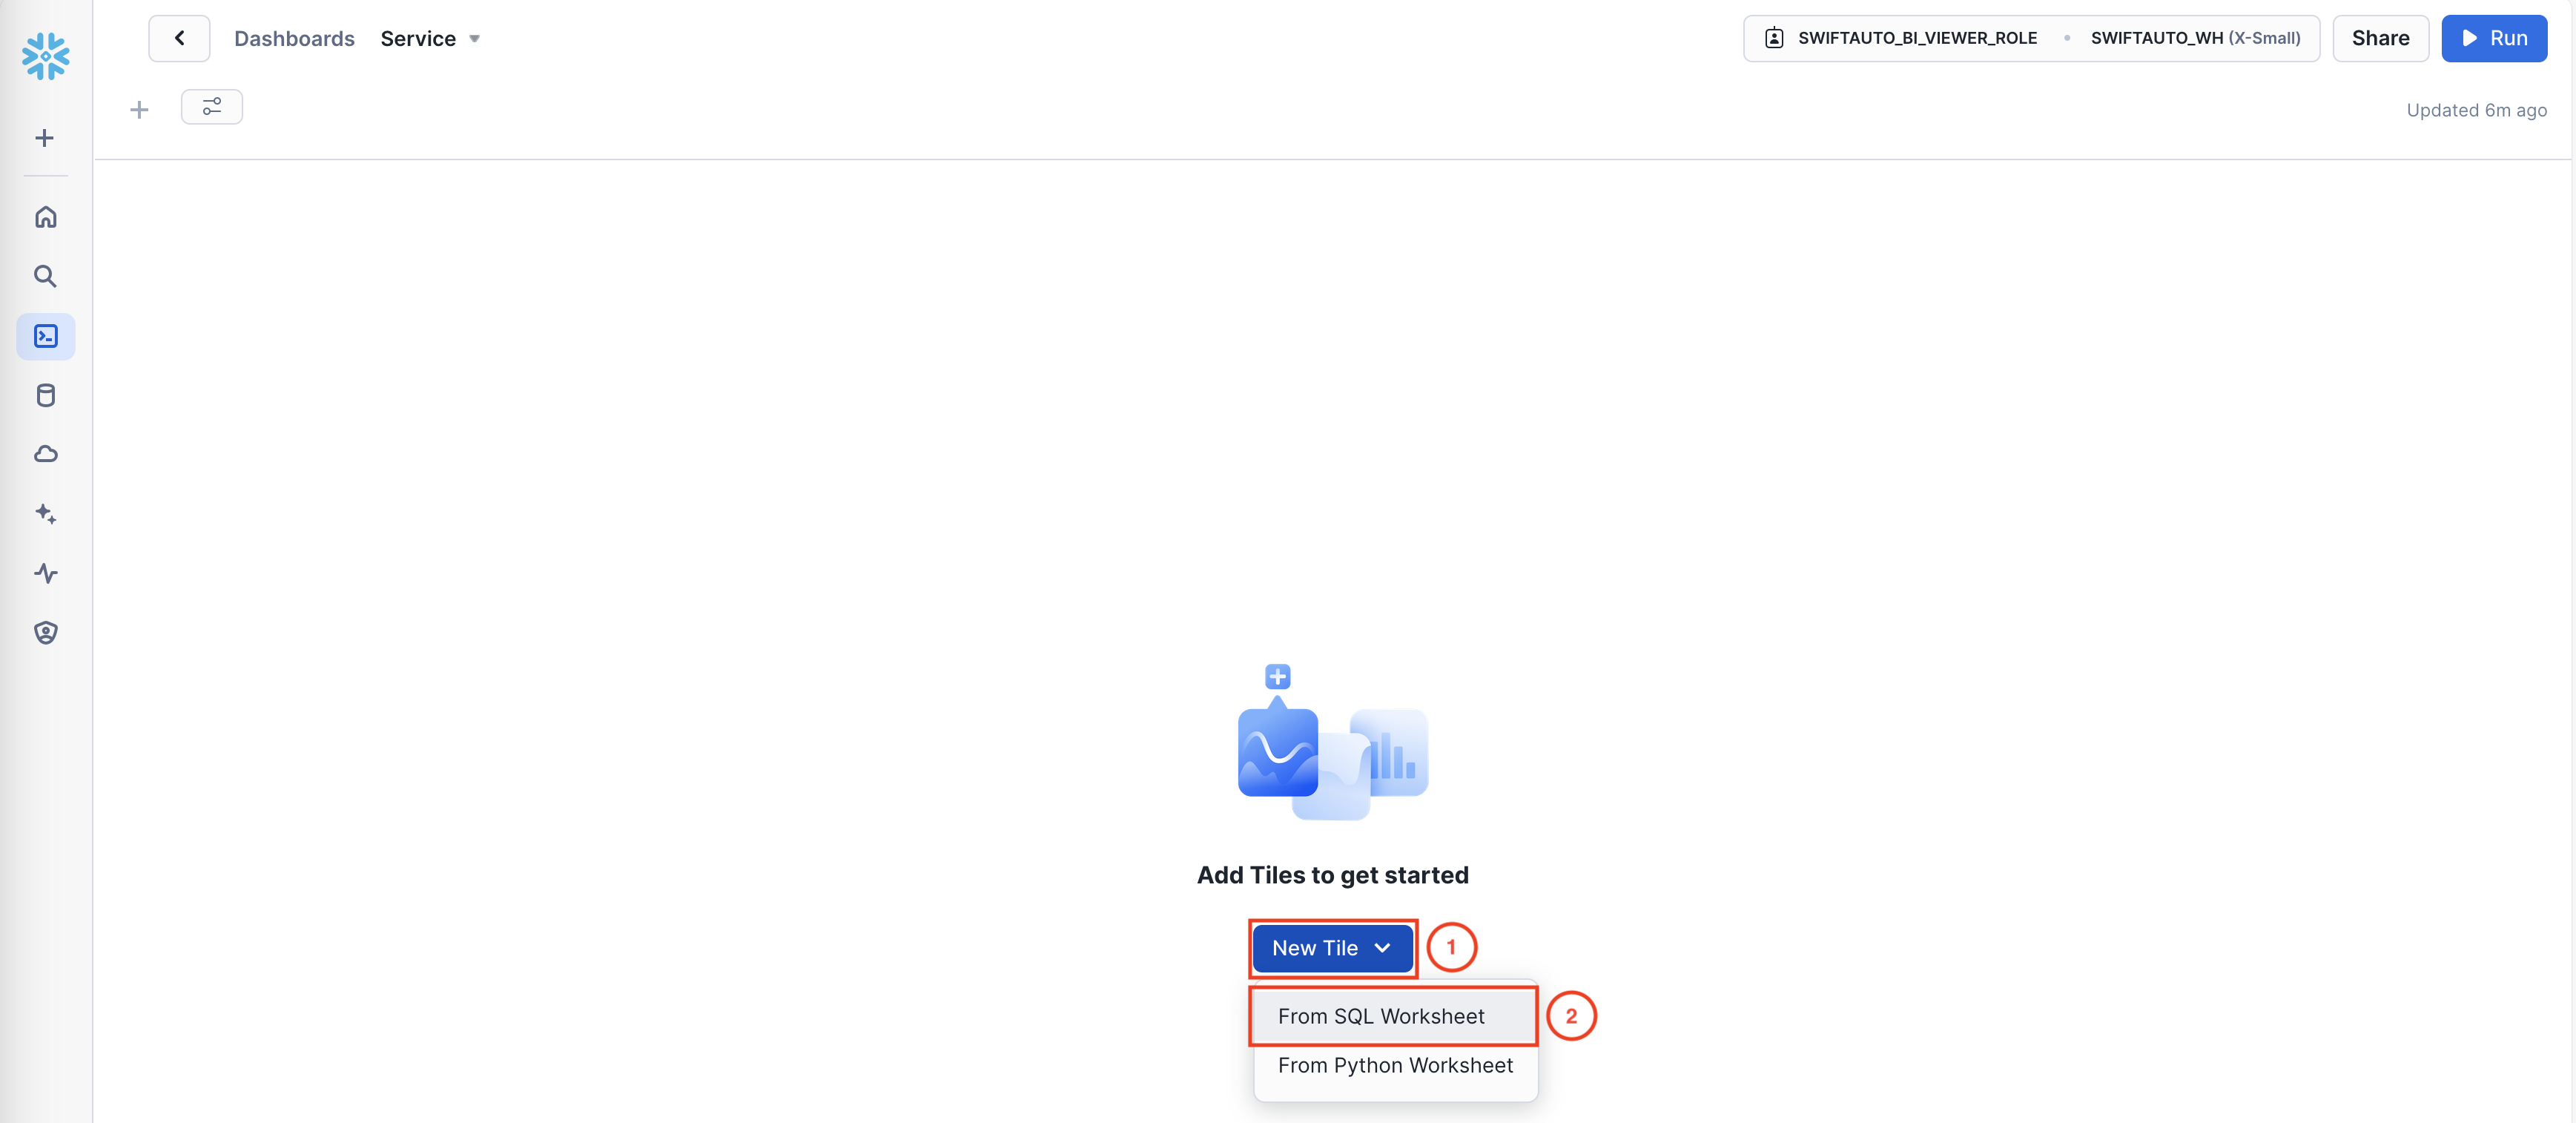 Dashboards Service
SWIFTAUTO_BI_VIEWER_ROLE • SWIFTAUTO_WH (X-Small)
Share
Run
Updated 6m ago
Add Tiles to get started
New Tile
1
From SQL Worksheet
2
From Python Worksheet